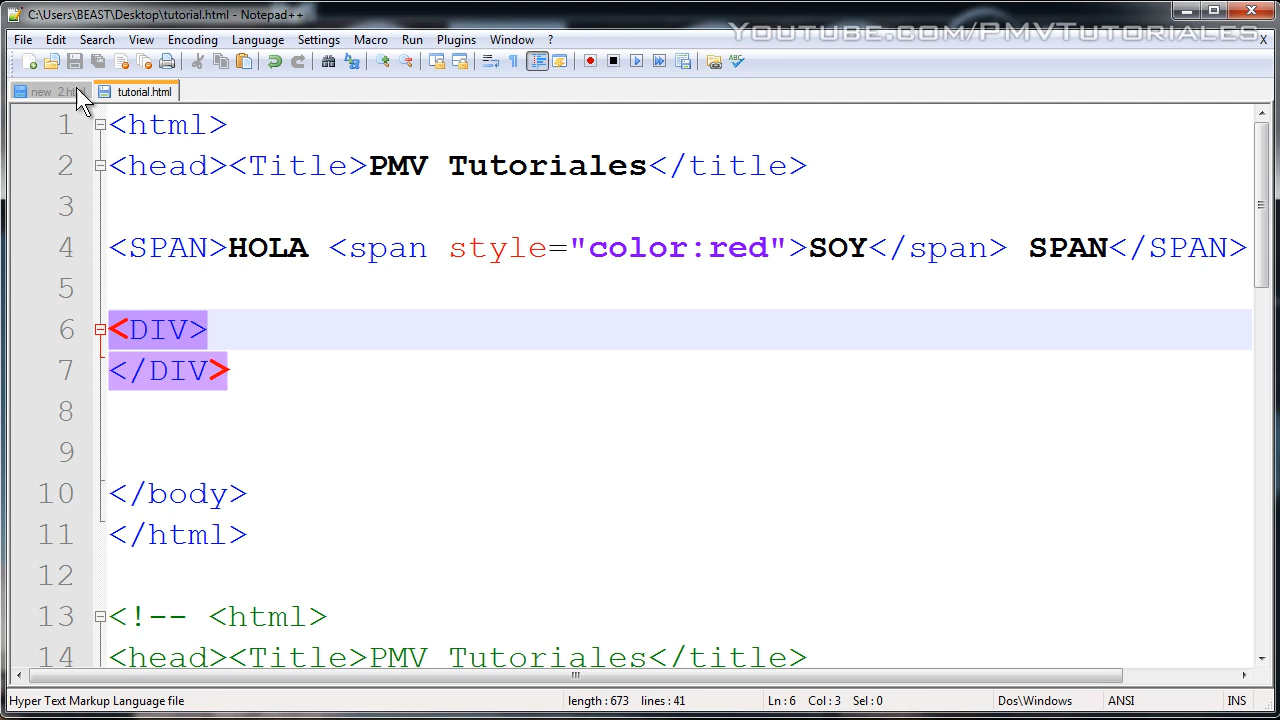 C:\Users\BEAST\Desktop\tutorial.html - Notepad++
Youtube.com/PMVTutoriales
File Edit Search View Encoding Language Settings Macro Run Plugins Window ? X
new 2.html tutorial.html
1 <html>
2 <head><Title>PMV Tutoriales</title>
3
4 <SPAN>HOLA <span style="color:red">SOY</span> SPAN</SPAN>
5
6 <DIV>
7 </DIV>
8
9
10 </body>
11 </html>
12
13 <!-- <html>
14 <head><Title>PMV Tutoriales</title>
Hyper Text Markup Language file length : 673 lines : 41 Ln : 6 Col : 3 Sel : 0 Dos\Windows ANSI INS